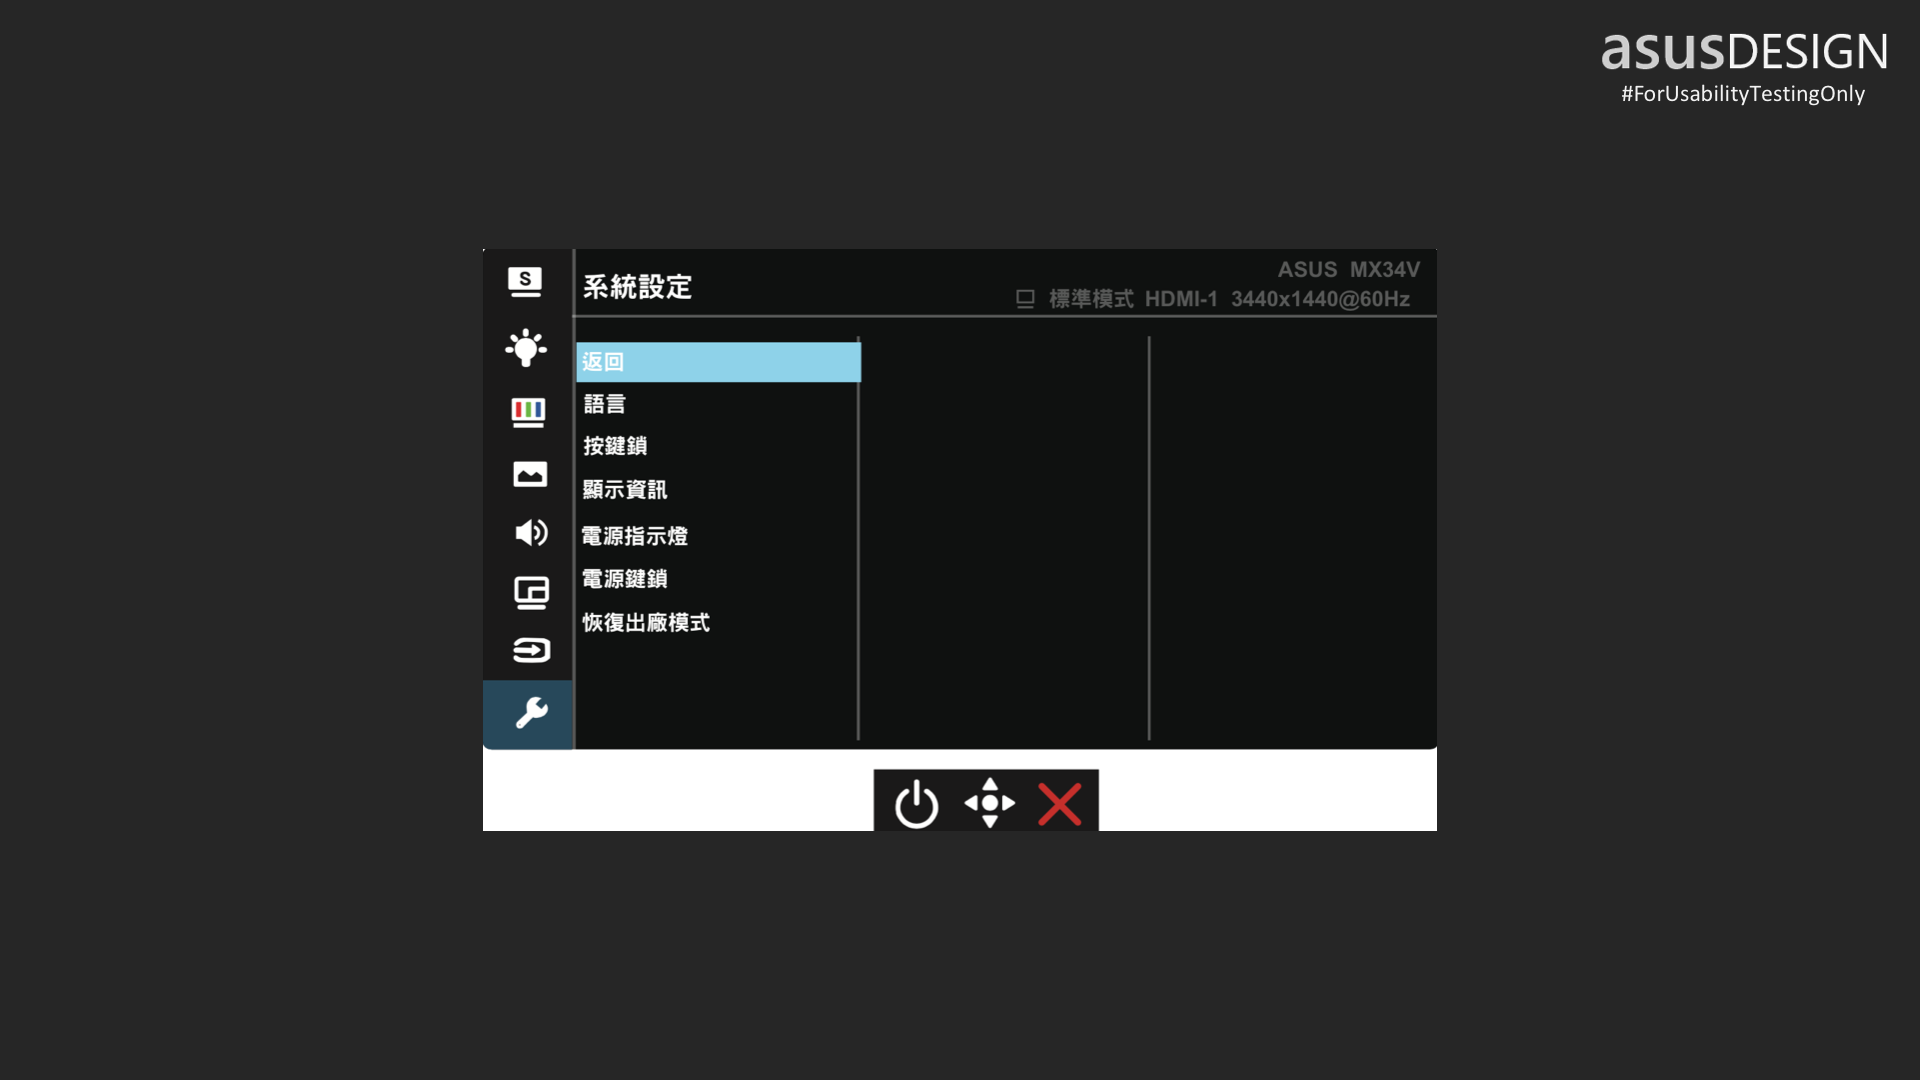 asusDESIGN
#ForUsabilityTestingOnly
S
系統設定
ASUS MX34V
標準模式 HDMI-1 3440x1440@60Hz
返回
語言
按鍵鎖
顯示資訊
電源指示燈
電源鍵鎖
恢復出廠模式